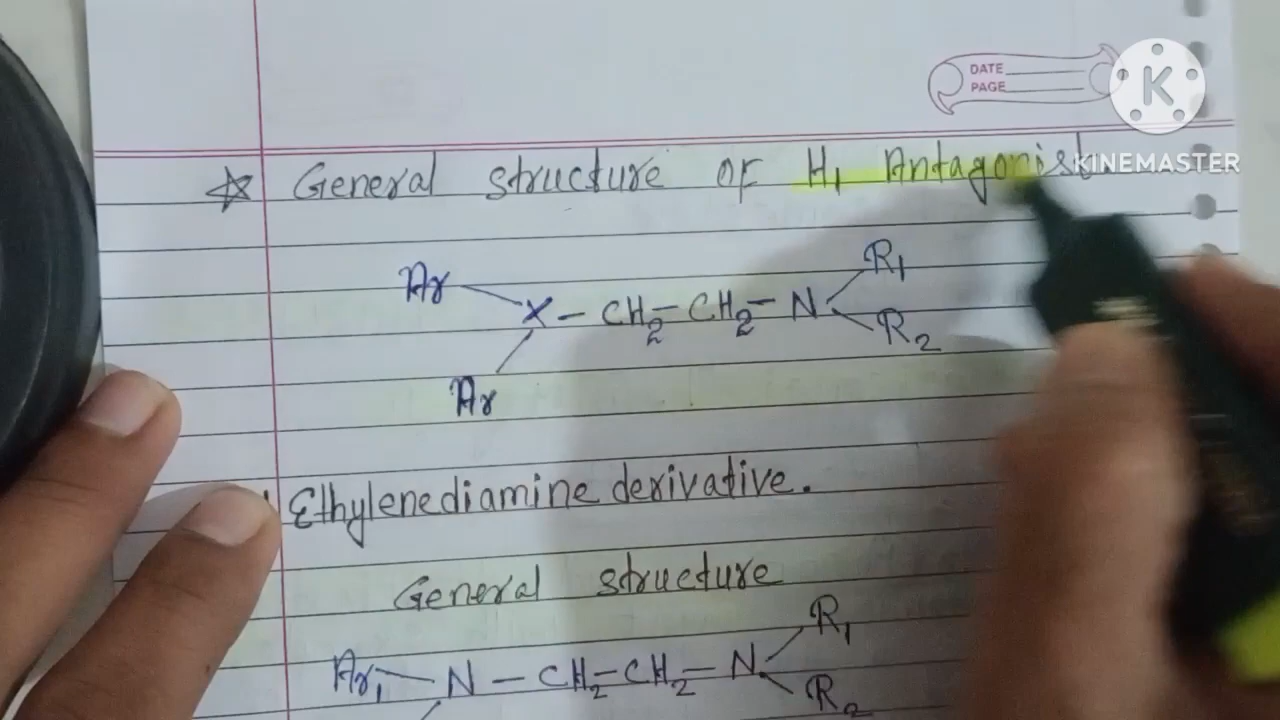 DATE
PAGE
K
KINEMASTER
☆ General structure of H1 Antagonist
R1
Ar
X – CH2 – CH2 – N
R2
Ar
Ethylenediamine derivative.
General structure
R1
Ar1 – N – CH2 – CH2 – N
R2